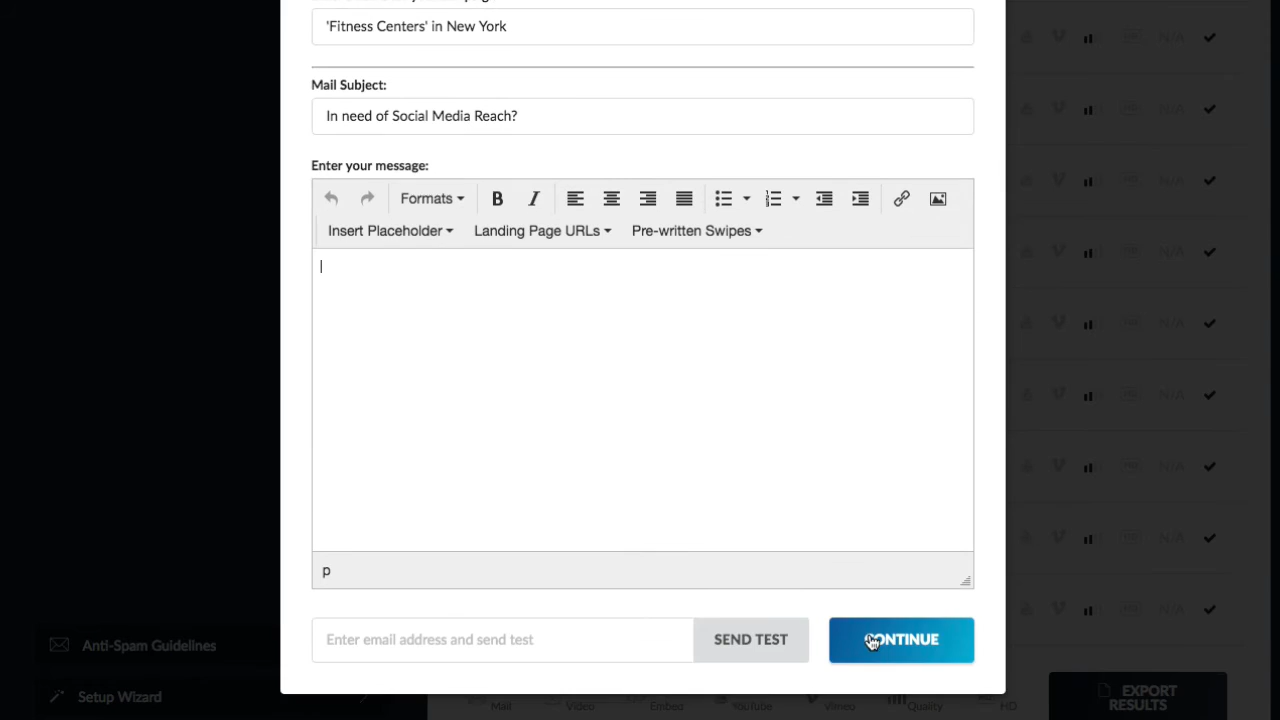 'Fitness Centers' in New York
Mail Subject:
In need of Social Media Reach?
Enter your message:
Formats B I
Insert Placeholder Landing Page URLs Pre-written Swipes
p
Enter email address and send test SEND TEST CONTINUE
N/A
N/A
N/A
N/A
N/A
N/A
N/A
N/A
N/A
Anti-Spam Guidelines
Setup Wizard
Mail Video Embed YouTube Vimeo Quality HD
EXPORT
RESULTS